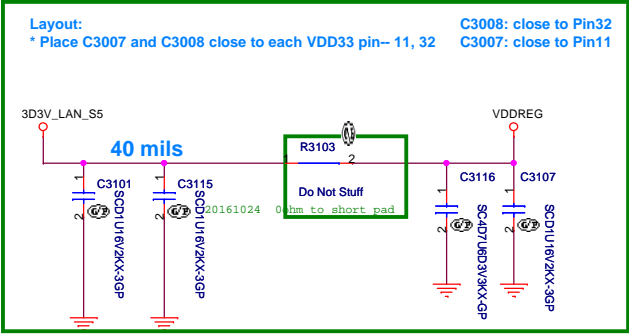 Layout:
* Place C3007 and C3008 close to each VDD33 pin-- 11, 32
C3008: close to Pin32
C3007: close to Pin11
3D3V_LAN_S5
VDDREG
40 mils
R3103
1
2
Do Not Stuff
20161024 0ohm to short pad
C3101
1
2
SCD1U16V2KX-3GP
C3115
1
2
SCD1U16V2KX-3GP
C3116
1
2
SC4D7U6D3V3KX-GP
C3107
1
2
SCD1U16V2KX-3GP